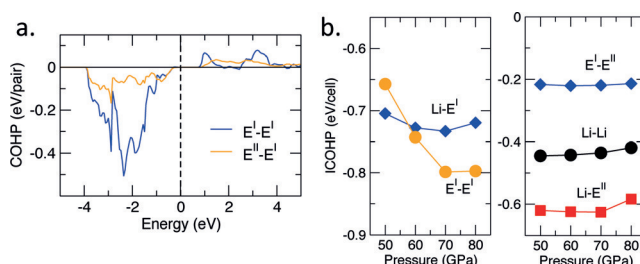 a.
COHP (eV/pair)
0
-0.2
-0.4
E^I-E^I
E^II-E^I
-4
-2
0
2
4
Energy (eV)
b.
ICOHP (eV/cell)
-0.6
-0.7
-0.8
-0.9
Li-E^I
E^I-E^I
50 60 70 80
Pressure (GPa)
0
-0.2
-0.4
-0.6
E^I-E^II
Li-Li
Li-E^II
50 60 70 80
Pressure (GPa)